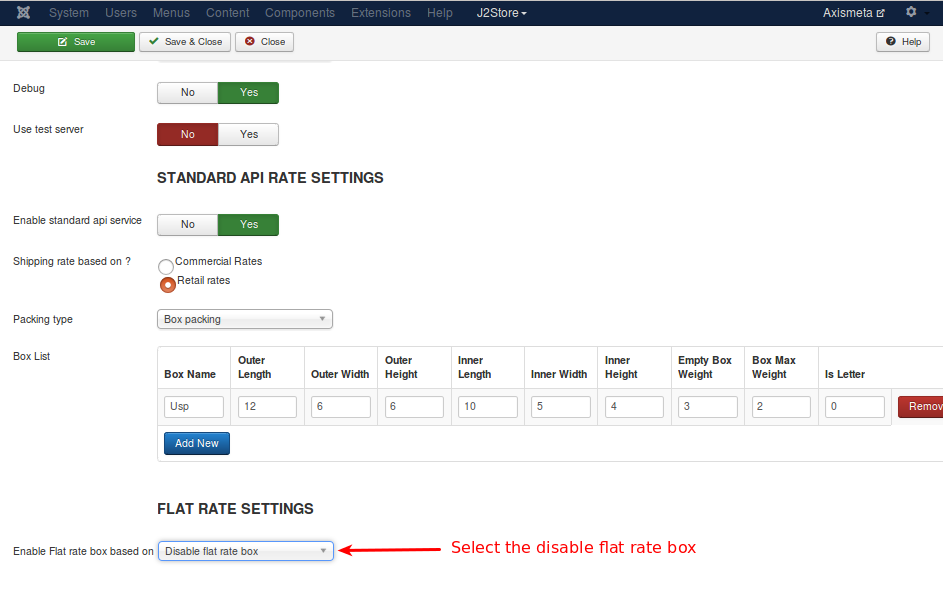 System Users Menus Content Components Extensions Help J2Store Axismeta
Save Save & Close Close Help
Debug No Yes
Use test server No Yes
STANDARD API RATE SETTINGS
Enable standard api service No Yes
Shipping rate based on ? Commercial Rates
Retail rates
Packing type Box packing
Box List
Box Name Outer Length Outer Width Outer Height Inner Length Inner Width Inner Height Empty Box Weight Box Max Weight Is Letter
Usp 12 6 6 10 5 4 3 2 0 Remov
Add New
FLAT RATE SETTINGS
Enable Flat rate box based on Disable flat rate box Select the disable flat rate box